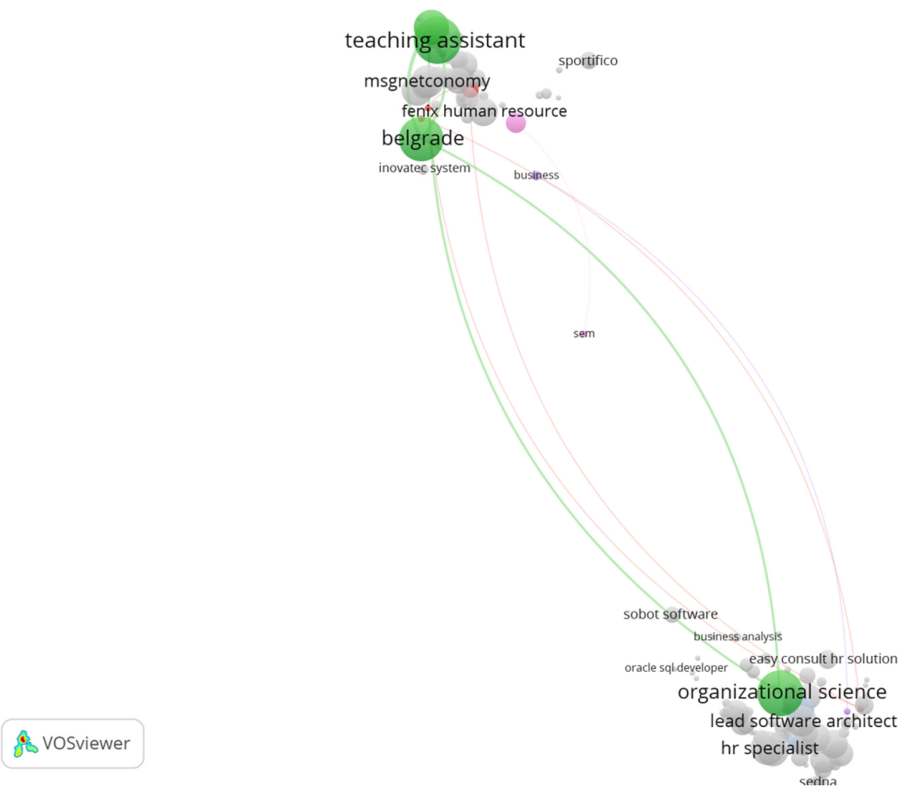 teaching assistant
sportifico
msgnetconomy
fenix human resource
belgrade
inovatec system
business
sem
sobot software
business analysis
easy consult hr solution
oracle sql developer
organizational science
lead software architect
hr specialist
VOSviewer
sedna